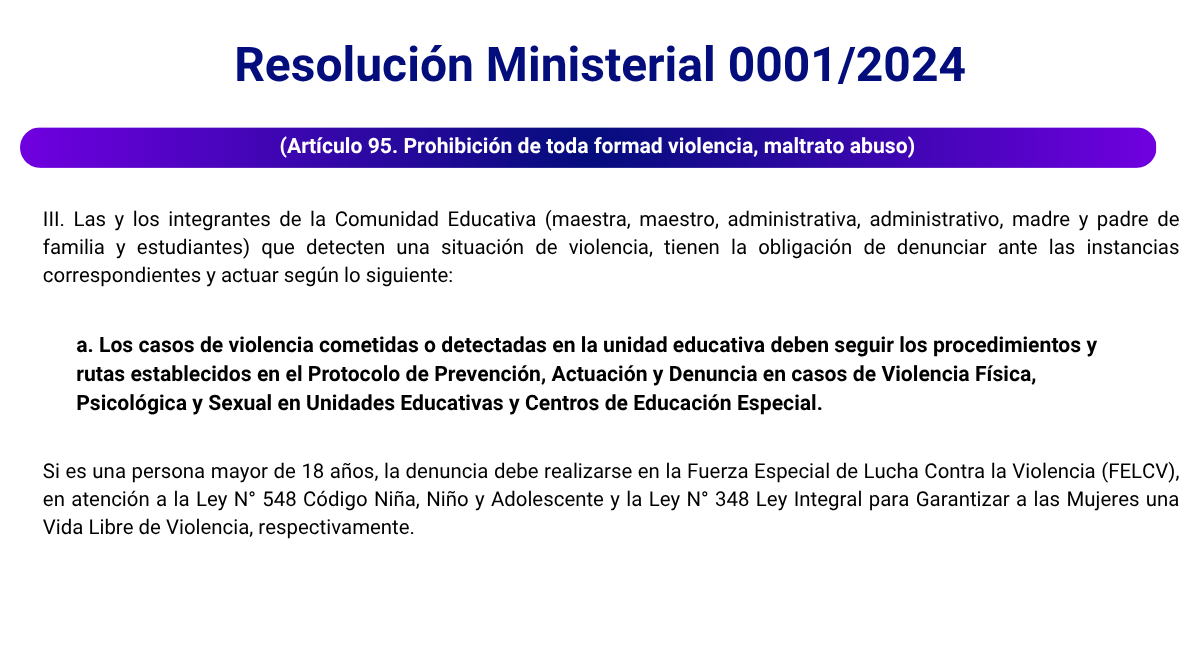 Resolución Ministerial 0001/2024
(Artículo 95. Prohibición de toda formad violencia, maltrato abuso)
III. Las y los integrantes de la Comunidad Educativa (maestra, maestro, administrativa, administrativo, madre y padre de
familia y estudiantes) que detecten una situación de violencia, tienen la obligación de denunciar ante las instancias
correspondientes y actuar según lo siguiente:
a. Los casos de violencia cometidas o detectadas en la unidad educativa deben seguir los procedimientos y
rutas establecidos en el Protocolo de Prevención, Actuación y Denuncia en casos de Violencia Física,
Psicológica y Sexual en Unidades Educativas y Centros de Educación Especial.
Si es una persona mayor de 18 años, la denuncia debe realizarse en la Fuerza Especial de Lucha Contra la Violencia (FELCV),
en atención a la Ley N° 548 Código Niña, Niño y Adolescente y la Ley N° 348 Ley Integral para Garantizar a las Mujeres una
Vida Libre de Violencia, respectivamente.